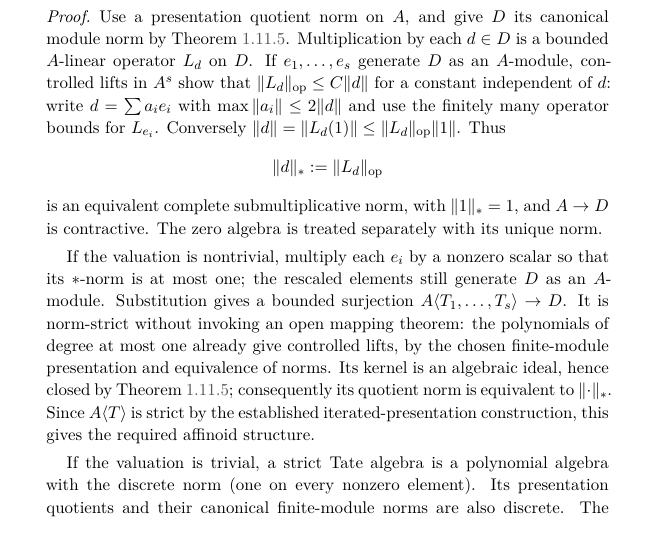 Proof. Use a presentation quotient norm on A, and give D its canonical
module norm by Theorem 1.11.5. Multiplication by each d ∈ D is a bounded
A-linear operator L_d on D. If e_1, . . . , e_s generate D as an A-module, con-
trolled lifts in A^s show that ‖L_d‖_op ≤ C‖d‖ for a constant independent of d:
write d = ∑ a_i e_i with max ‖a_i‖ ≤ 2‖d‖ and use the finitely many operator
bounds for L_{e_i}. Conversely ‖d‖ = ‖L_d(1)‖ ≤ ‖L_d‖_op‖1‖. Thus
‖d‖_* := ‖L_d‖_op
is an equivalent complete submultiplicative norm, with ‖1‖_* = 1, and A → D
is contractive. The zero algebra is treated separately with its unique norm.
If the valuation is nontrivial, multiply each e_i by a nonzero scalar so that
its ∗-norm is at most one; the rescaled elements still generate D as an A-
module. Substitution gives a bounded surjection A⟨T_1, . . . , T_s⟩ → D. It is
norm-strict without invoking an open mapping theorem: the polynomials of
degree at most one already give controlled lifts, by the chosen finite-module
presentation and equivalence of norms. Its kernel is an algebraic ideal, hence
closed by Theorem 1.11.5; consequently its quotient norm is equivalent to ‖·‖_*.
Since A⟨T⟩ is strict by the established iterated-presentation construction, this
gives the required affinoid structure.
If the valuation is trivial, a strict Tate algebra is a polynomial algebra
with the discrete norm (one on every nonzero element). Its presentation
quotients and their canonical finite-module norms are also discrete. The